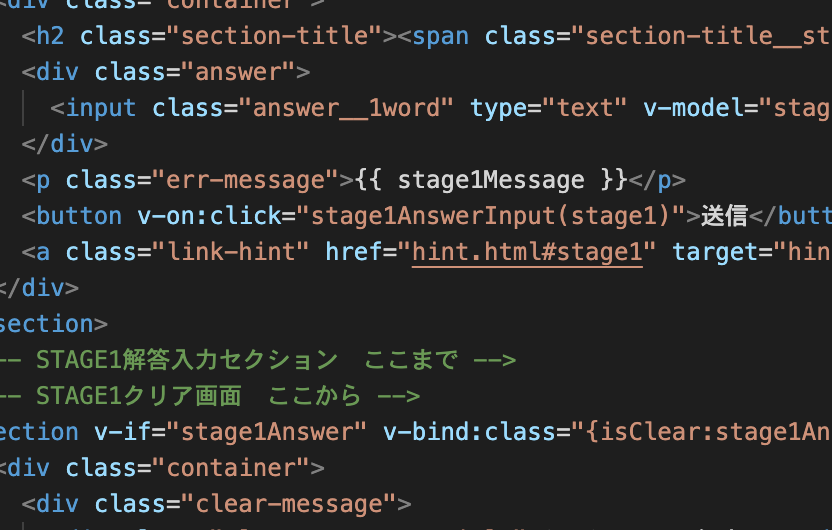 <div class="container">
<h2 class="section-title"><span class="section-title__st
<div class="answer">
<input class="answer__1word" type="text" v-model="stag
</div>
<p class="err-message">{{ stage1Message }}</p>
<button v-on:click="stage1AnswerInput(stage1)">送信</butt
<a class="link-hint" href="hint.html#stage1" target="hin
</div>
section>
-- STAGE1解答入力セクション　ここまで -->
-- STAGE1クリア画面　ここから -->
ection v-if="stage1Answer" v-bind:class="{isClear:stage1An
<div class="container">
<div class="clear-message">